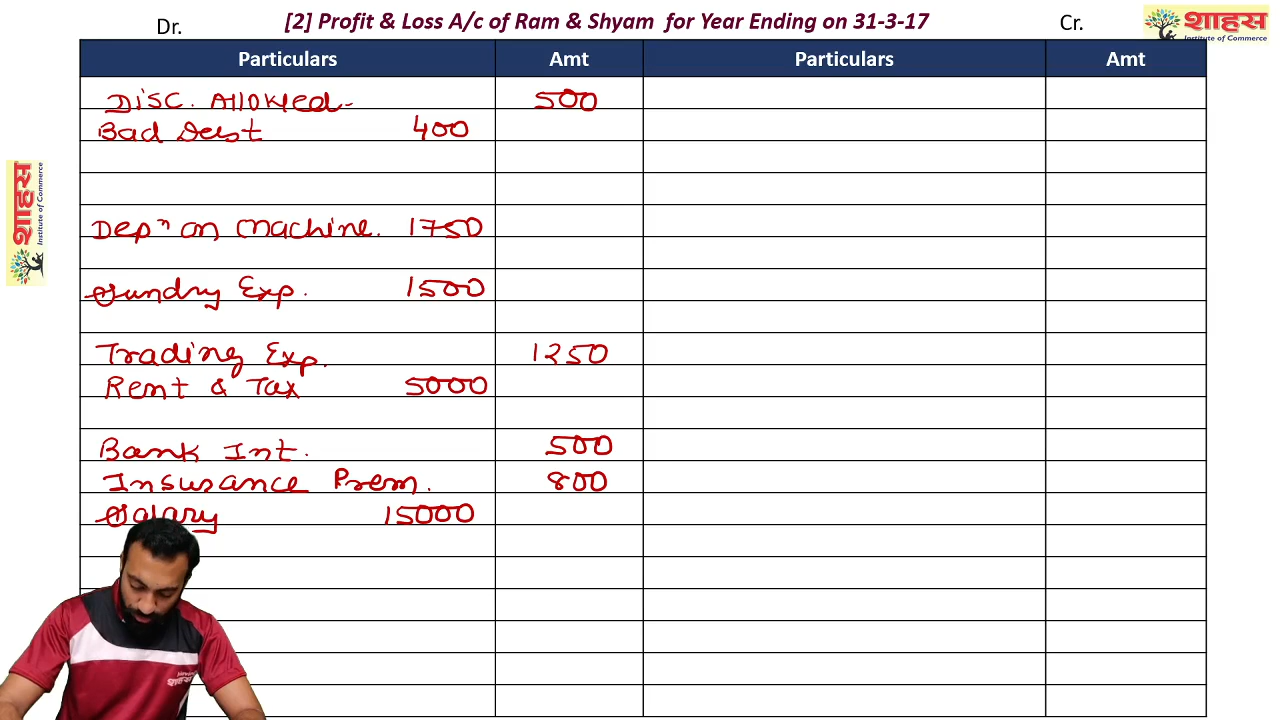 Dr.
[2] Profit & Loss A/c of Ram & Shyam for Year Ending on 31-3-17
Cr.
शाहस
Institute of Commerce
Particulars Amt Particulars Amt
Disc. Allowed- 500
Bad Debt 400
Depⁿ on Machine. 1750
Sundry Exp. 1500
Trading Exp. 1250
Rent & Tax 5000
Bank Int. 500
Insurance Prem. 800
Salary 15000
शाहस
Institute of Commerce
शाहस